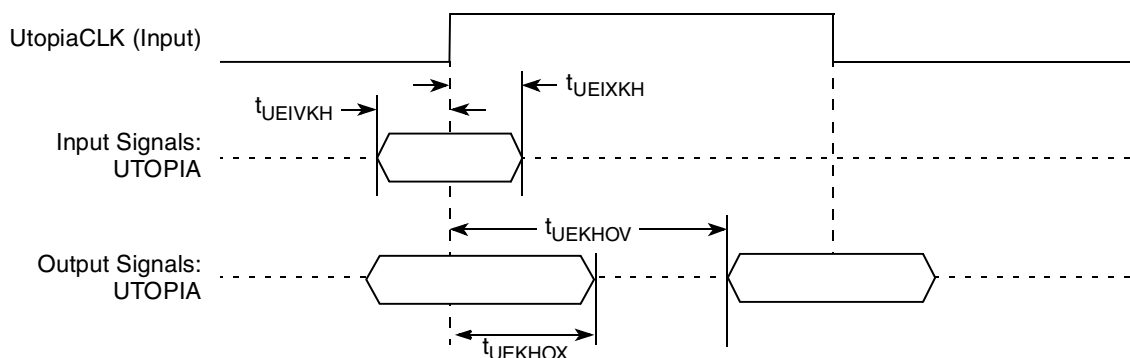 UtopiaCLK (Input)
tUEIXKH
tUEIVKH
Input Signals:
UTOPIA
tUEKHOV
Output Signals:
UTOPIA
tUEKHOX